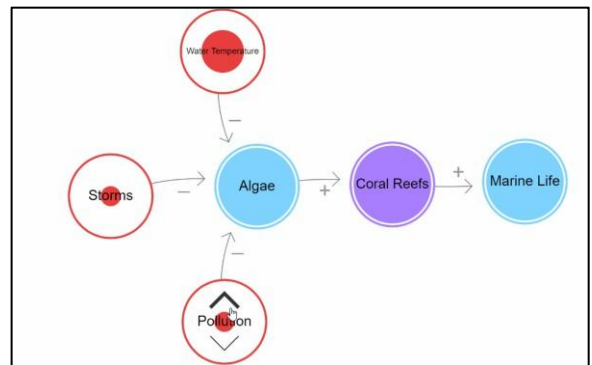 Water Temperature
−
Storms
−
Algae
+
Coral Reefs
+
Marine Life
−
Pollution